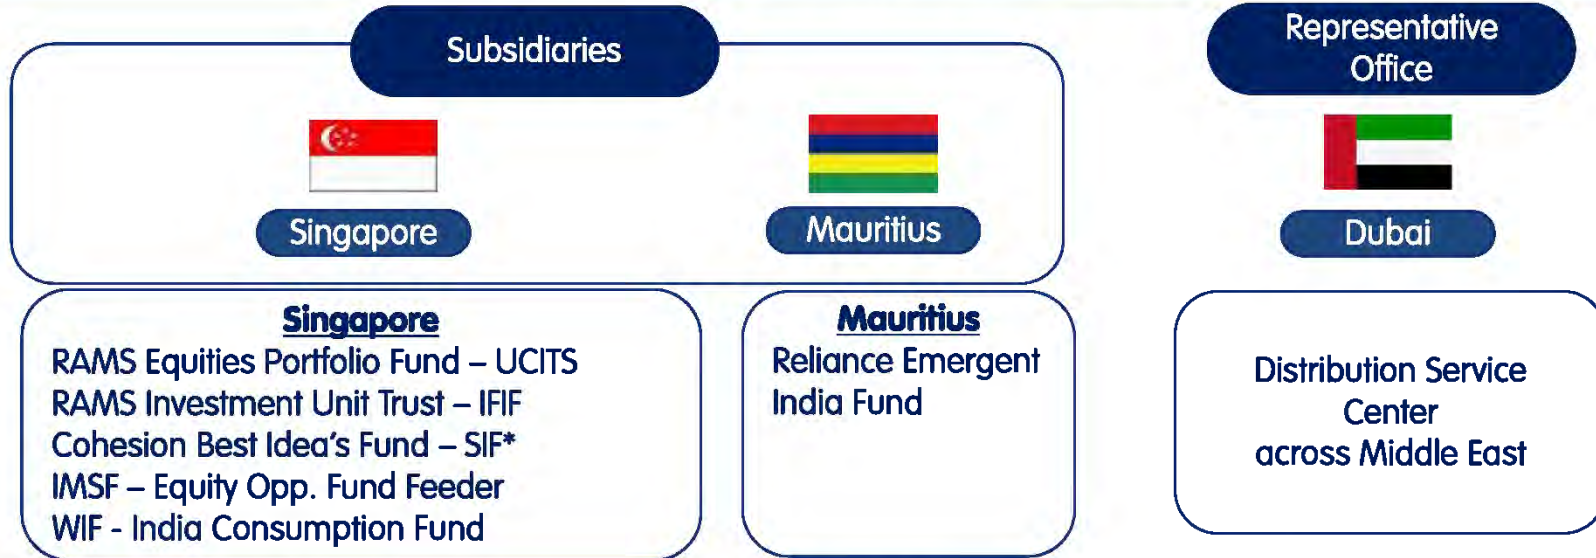 Subsidiaries
Representative
Office
Singapore
Mauritius
Dubai
Singapore
RAMS Equities Portfolio Fund – UCITS
RAMS Investment Unit Trust – IFIF
Cohesion Best Idea's Fund – SIF*
IMSF – Equity Opp. Fund Feeder
WIF - India Consumption Fund
Mauritius
Reliance Emergent
India Fund
Distribution Service
Center
across Middle East